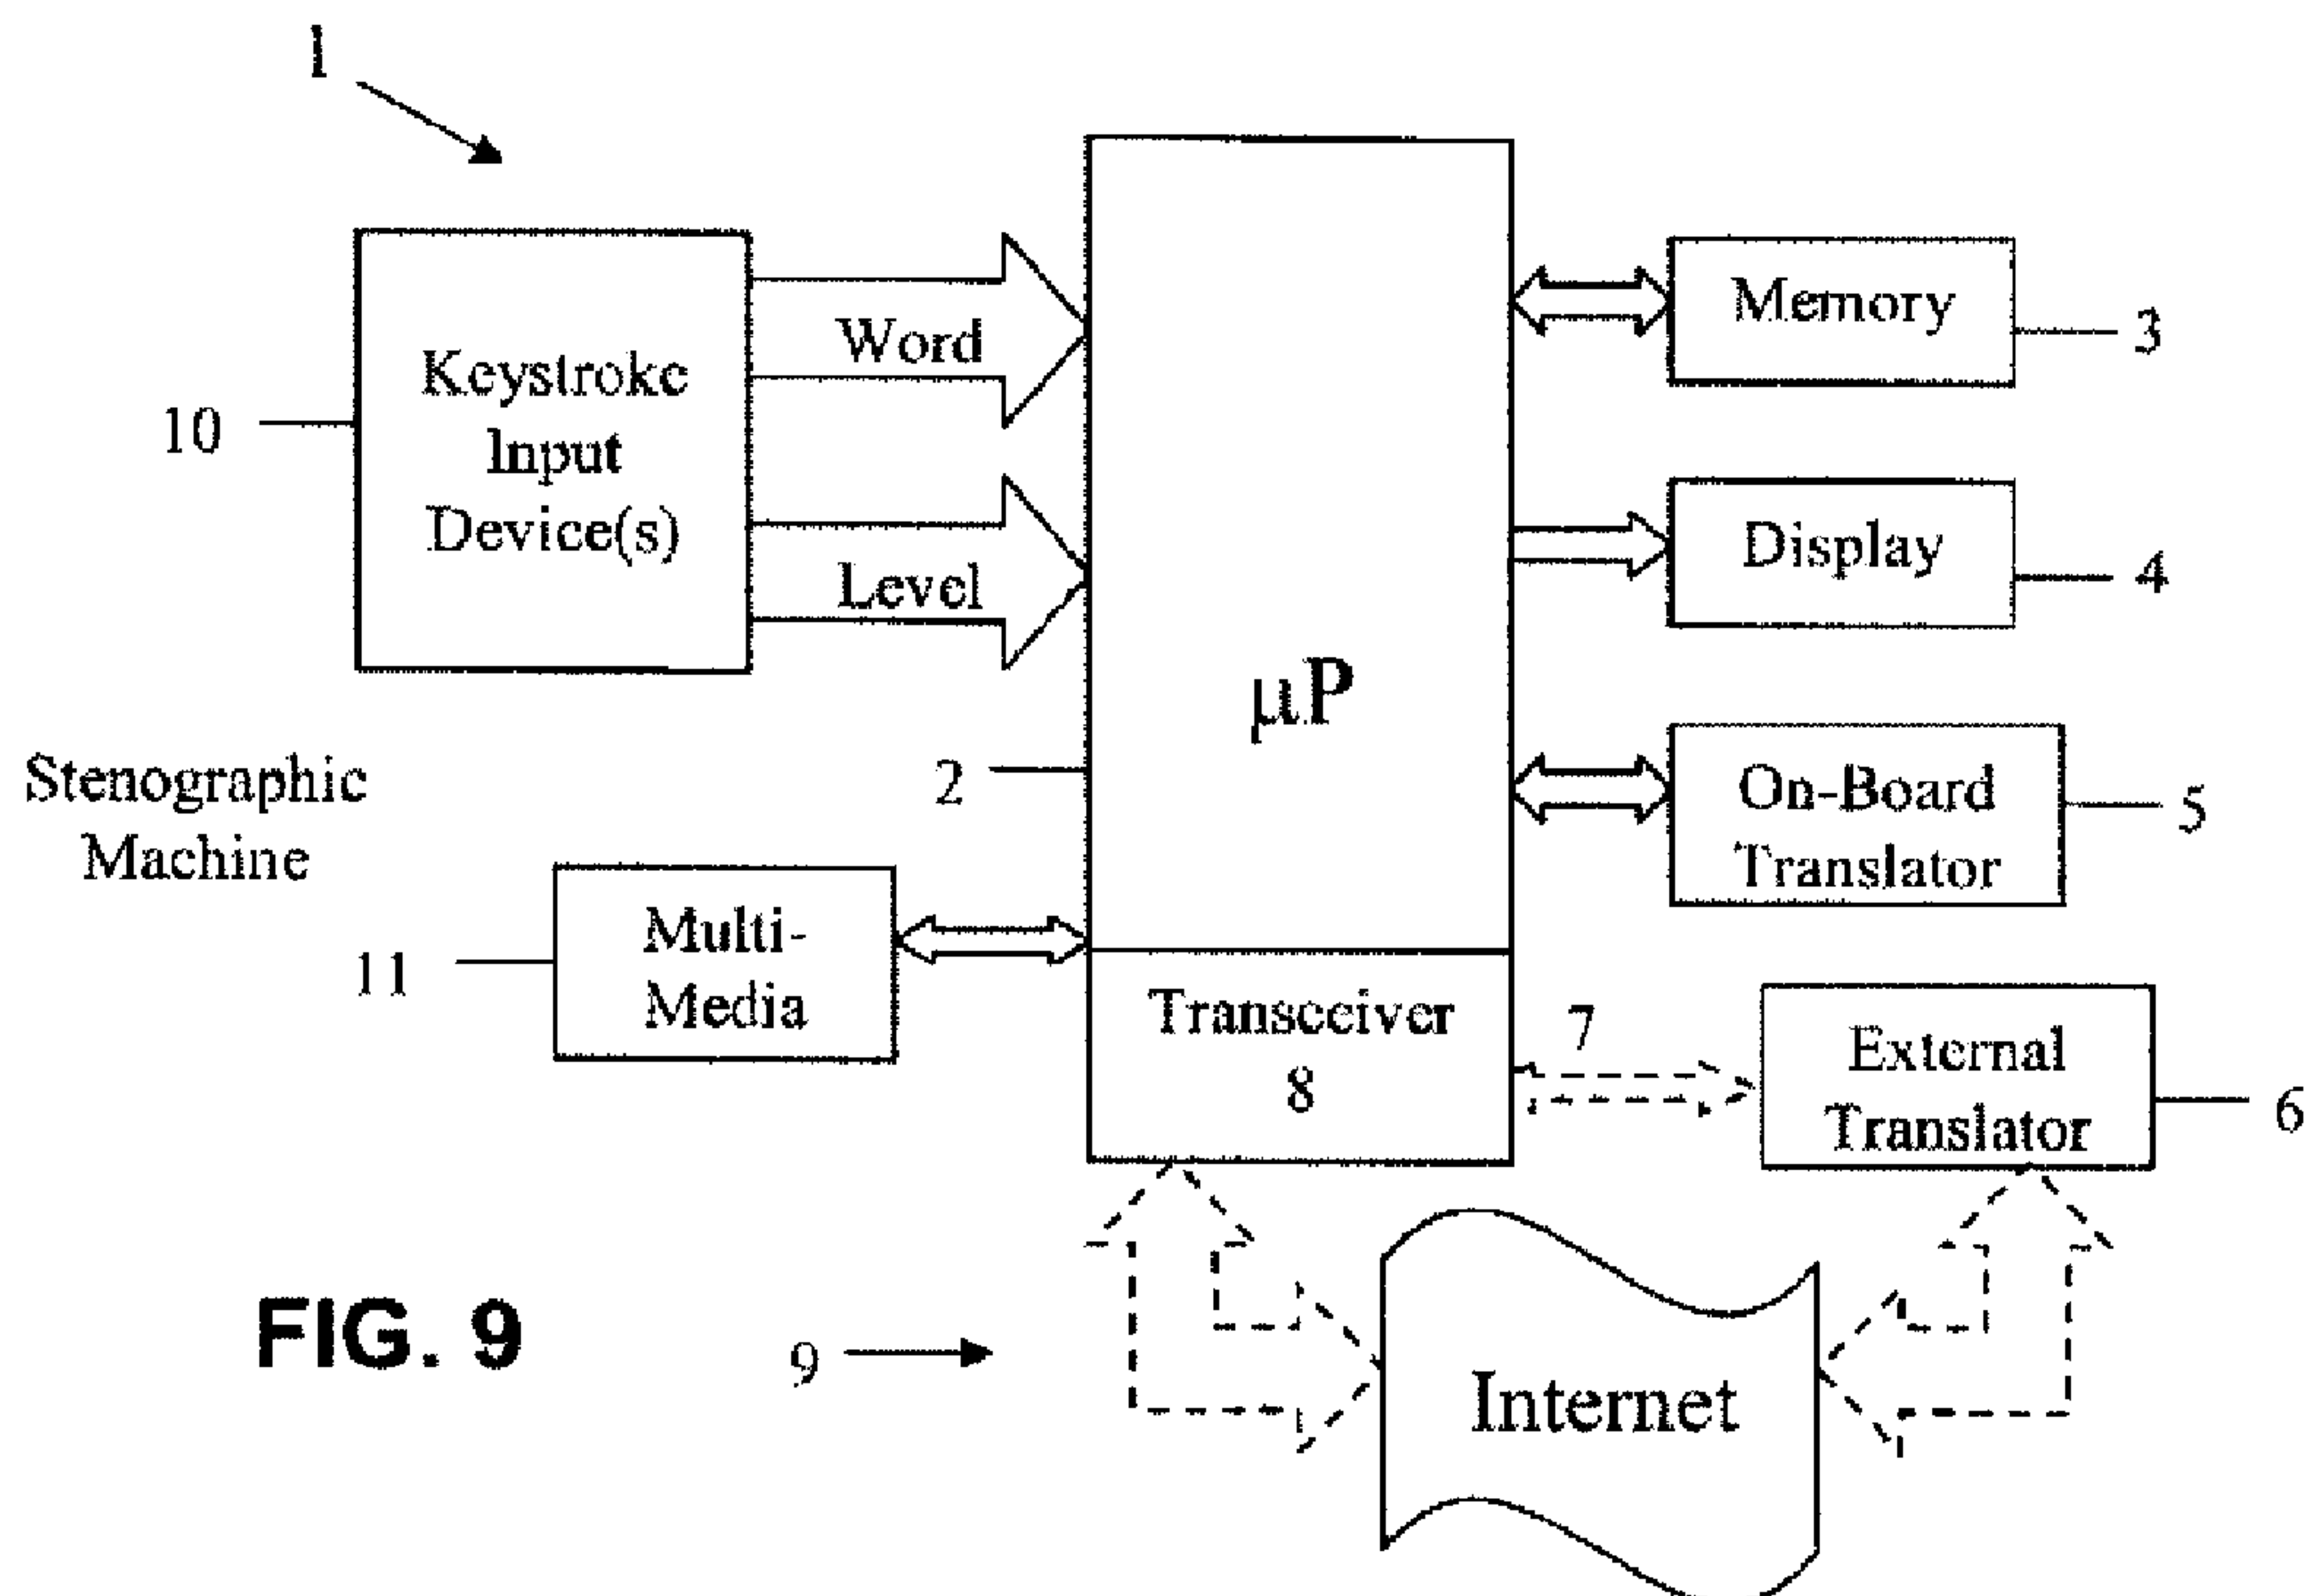 1
Keystroke
Input
Device(s)
10
Word
Level
μP
2
Memory
3
Display
4
On-Board
Translator
5
Stenographic
Machine
Multi-
Media
11
Transceiver
8
7
External
Translator
6
FIG. 9
9
Internet